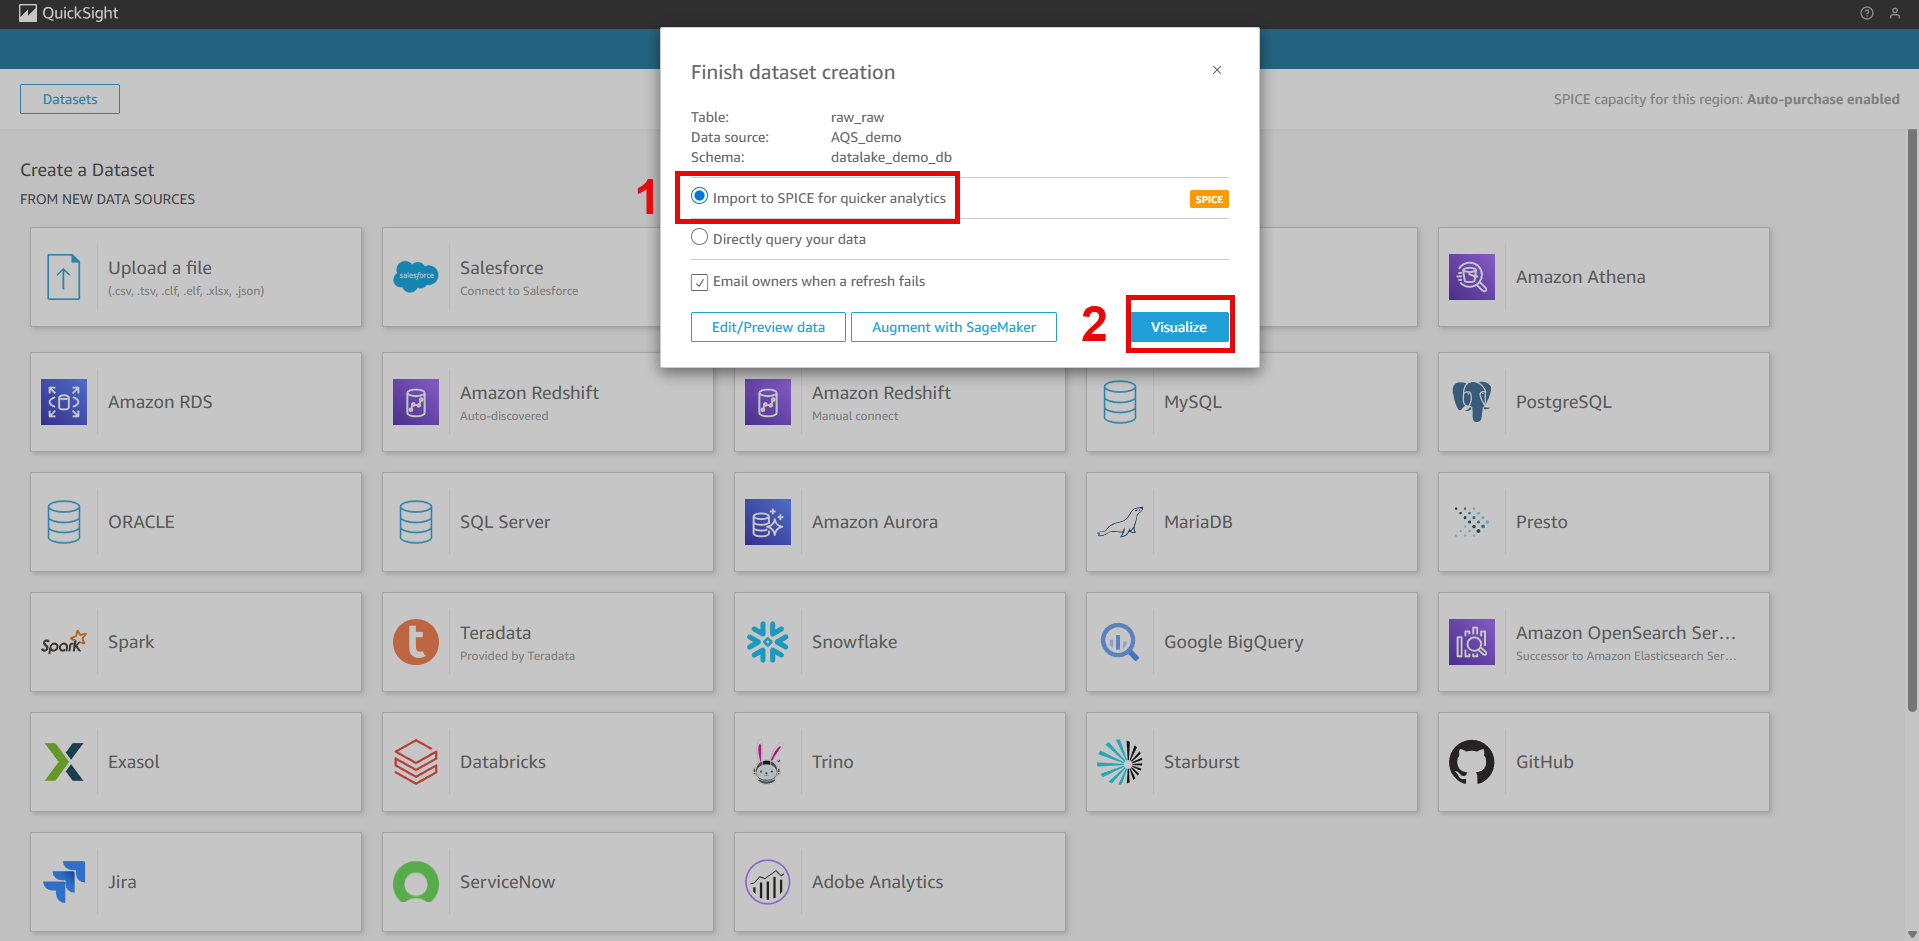 QuickSight
Finish dataset creation
Datasets
SPICE capacity for this region: Auto-purchase enabled
Table: raw_raw
Data source: AQS_demo
Schema: datalake_demo_db
1
Import to SPICE for quicker analytics
SPICE
Directly query your data
Email owners when a refresh fails
Edit/Preview data
Augment with SageMaker
2
Visualize
Create a Dataset
FROM NEW DATA SOURCES
Upload a file
(.csv, .tsv, .clf, .elf, .xlsx, .json)
salesforce
Salesforce
Connect to Salesforce
Amazon Athena
Amazon RDS
Amazon Redshift
Auto-discovered
Amazon Redshift
Manual connect
MySQL
PostgreSQL
ORACLE
SQL Server
Amazon Aurora
MariaDB
Presto
Spark
Spark
t
Teradata
Provided by Teradata
Snowflake
Google BigQuery
Amazon OpenSearch Ser...
Successor to Amazon Elasticsearch Ser...
Exasol
Databricks
Trino
Starburst
GitHub
Jira
ServiceNow
Adobe Analytics